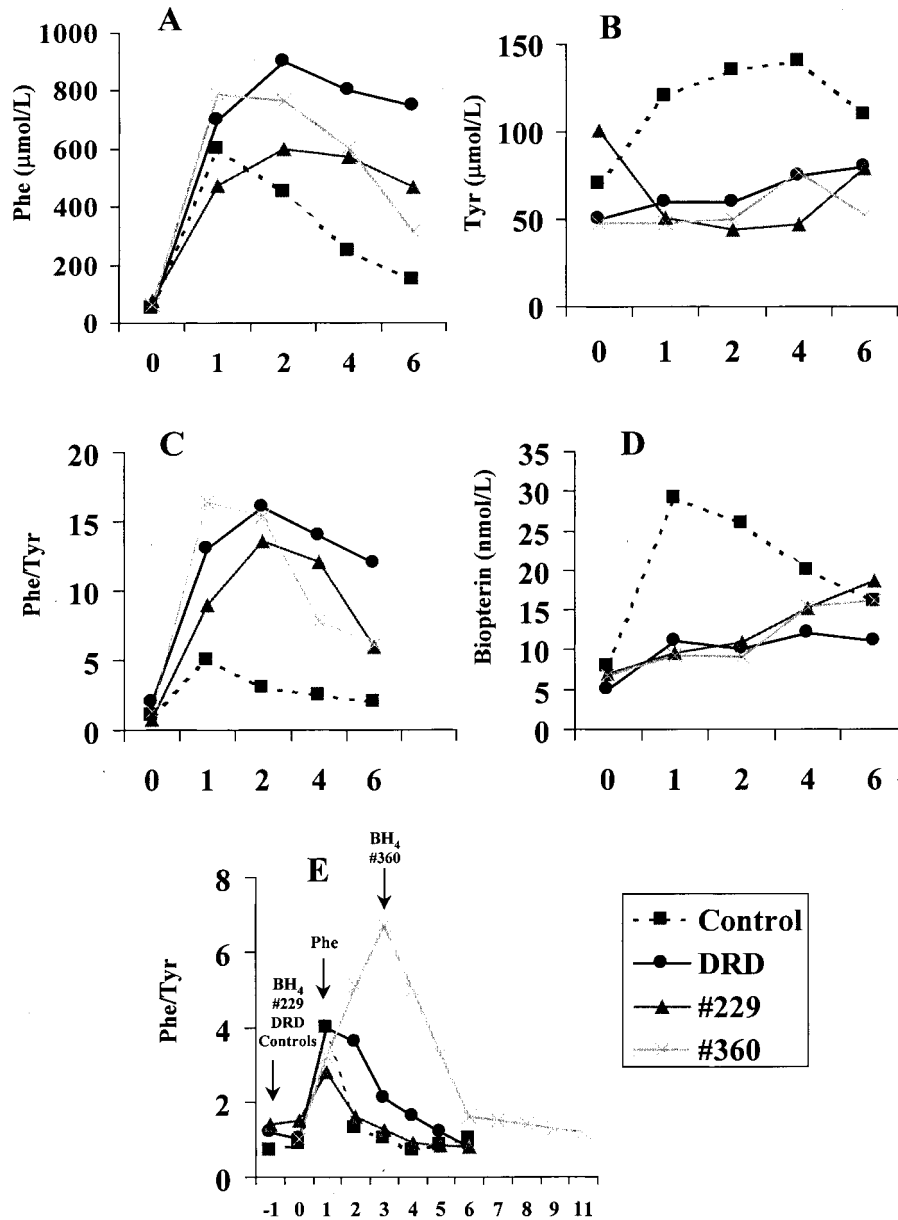 A
Phe (µmol/L)
1000
800
600
400
200
0
0 1 2 4 6
B
Tyr (µmol/L)
150
100
50
0
0 1 2 4 6
C
Phe/Tyr
20
15
10
5
0
0 1 2 4 6
D
Biopterin (nmol/L)
35
30
25
20
15
10
5
0
0 1 2 4 6
E
Phe/Tyr
8
6
4
2
0
BH4
#229
DRD
Controls
Phe
BH4
#360
-1 0 1 2 3 4 5 6 7 8 9 11
Control
DRD
#229
#360